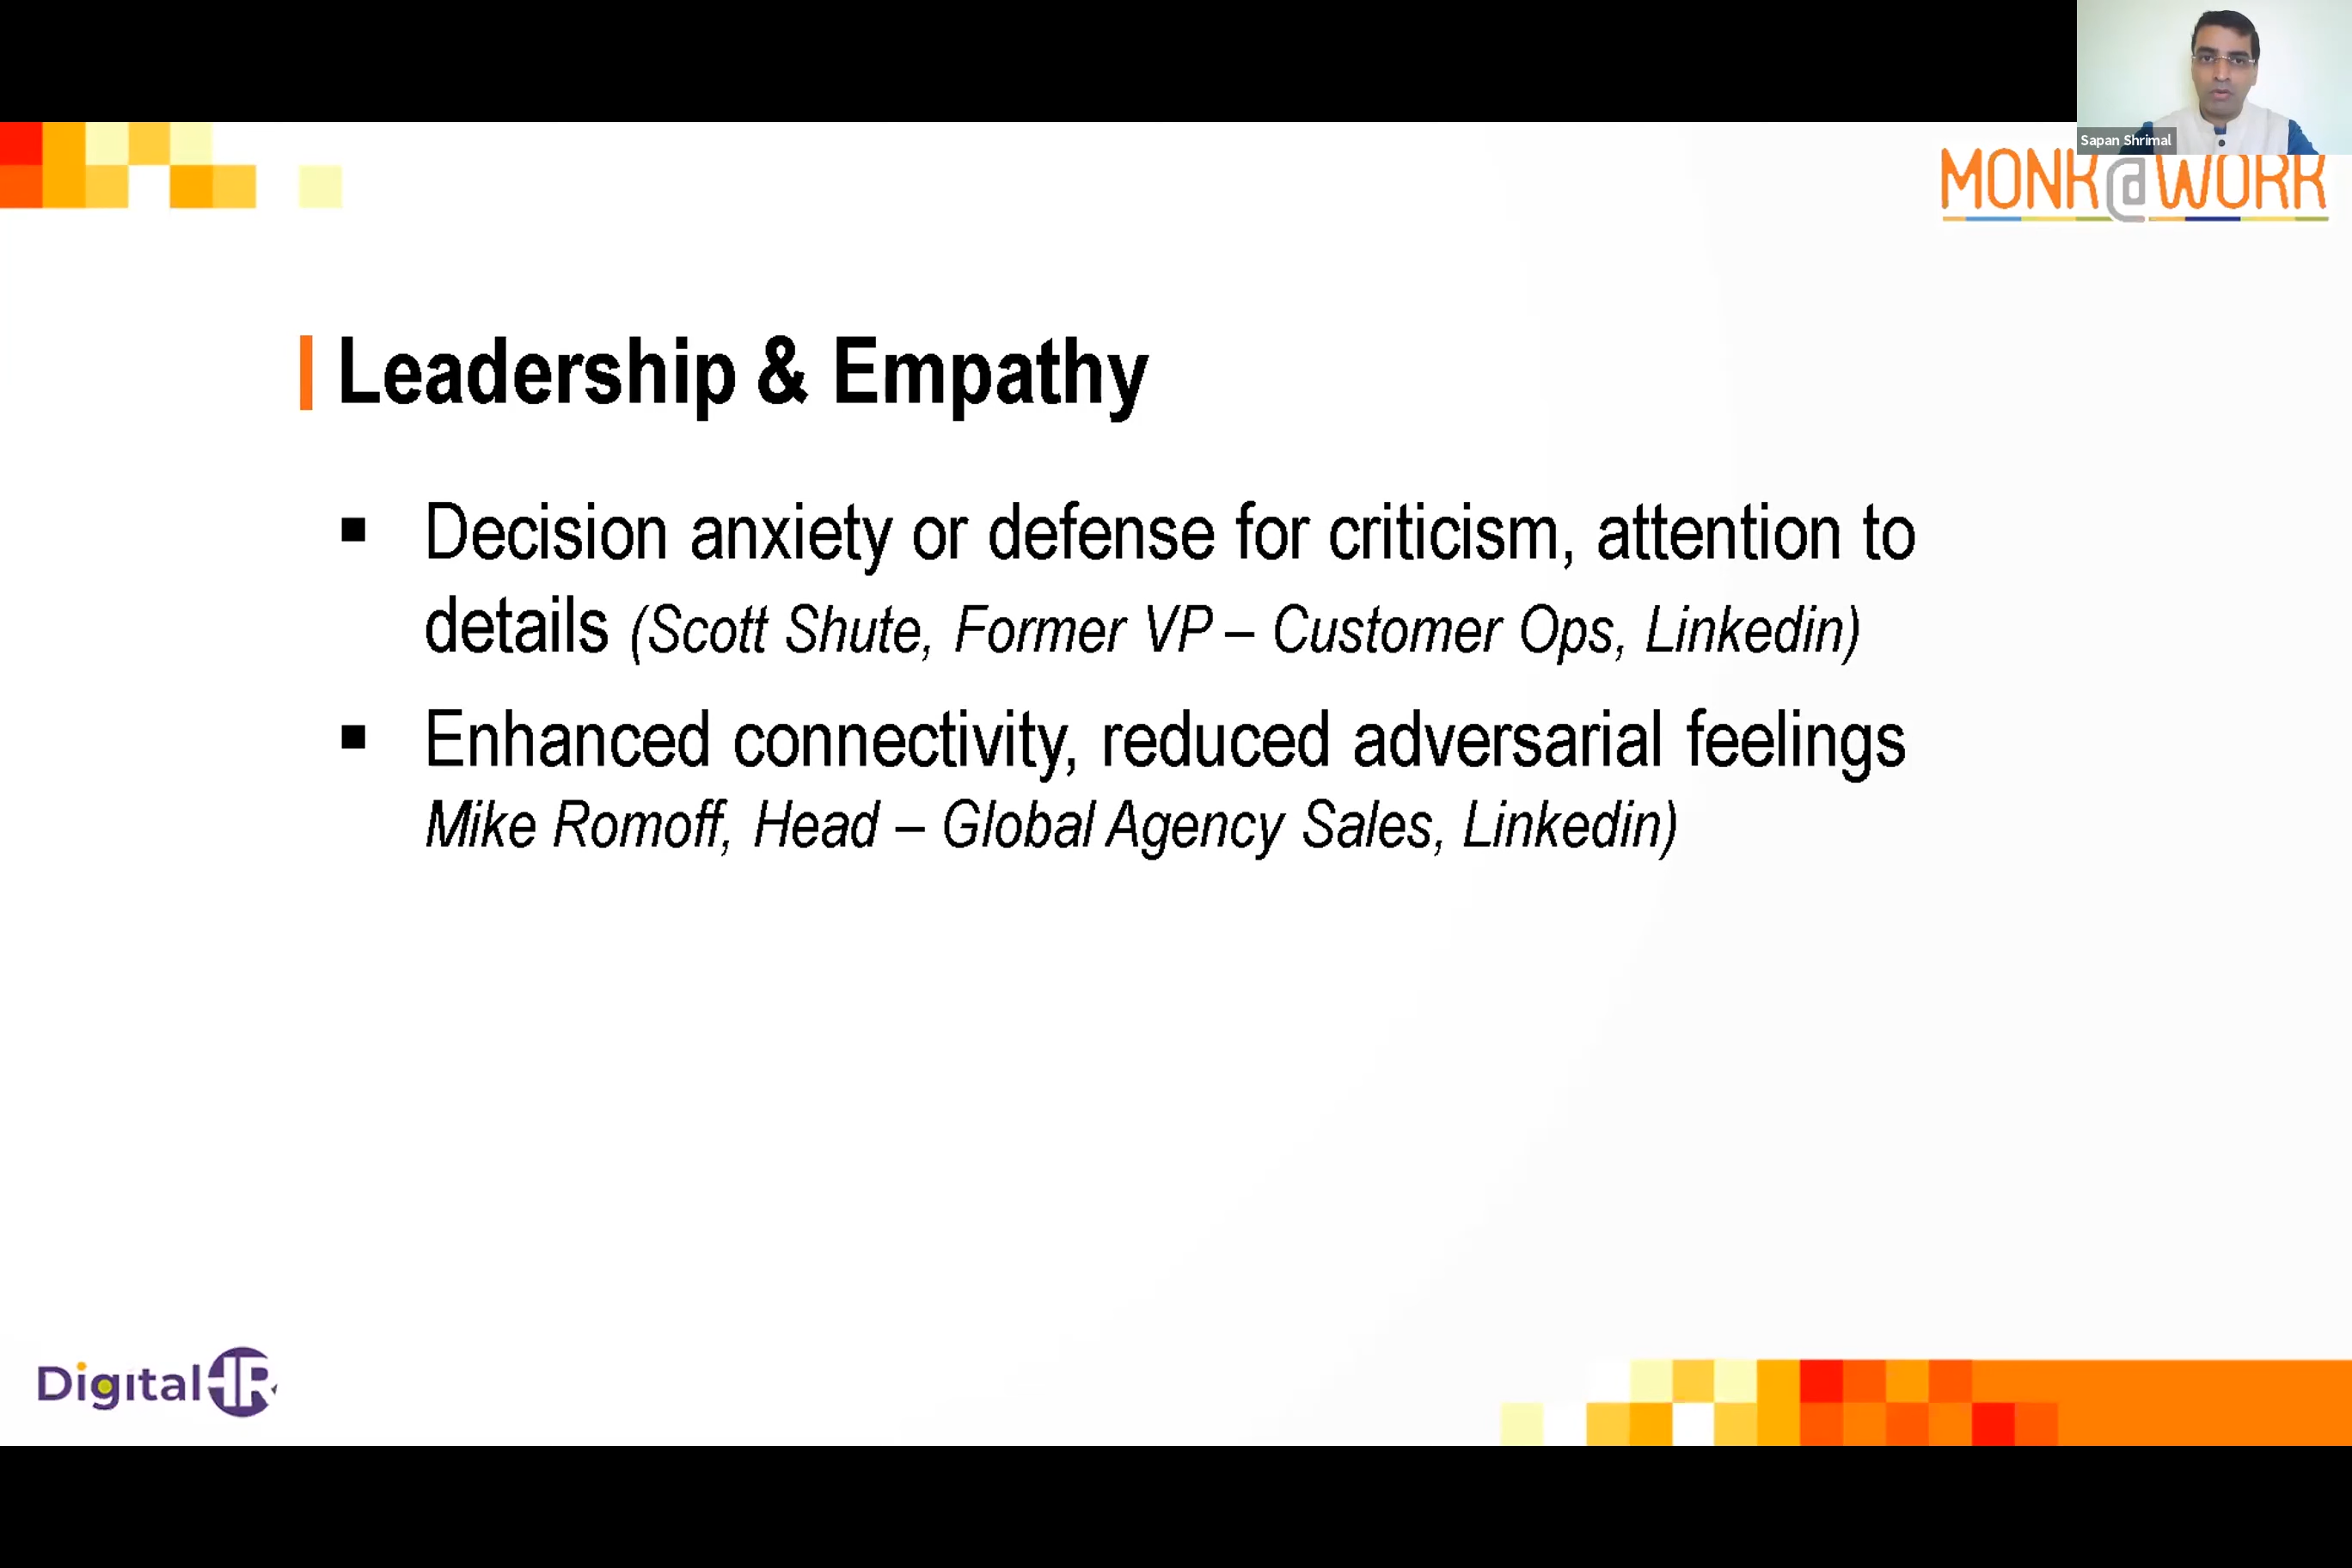 Sapan Shrimal
MONK@WORK
Leadership & Empathy
▪ Decision anxiety or defense for criticism, attention to
details (Scott Shute, Former VP – Customer Ops, Linkedin)
▪ Enhanced connectivity, reduced adversarial feelings
Mike Romoff, Head – Global Agency Sales, Linkedin)
DigitalHR